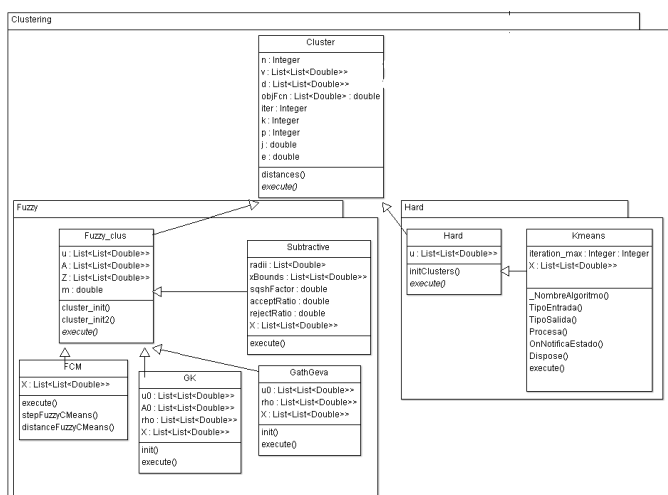 Clustering
Cluster
n : Integer
v : List<List<Double>>
d : List<List<Double>>
objFcn : List<Double> : double
iter : Integer
k : Integer
p : Integer
j : double
e : double
distances()
execute()
Fuzzy
Fuzzy_clus
u : List<List<Double>>
A : List<List<Double>>
Z : List<List<Double>>
m : double
cluster_init()
cluster_init2()
execute()
Subtractive
radii : List<Double>
xBounds : List<List<Double>>
sqshFactor : double
acceptRatio : double
rejectRatio : double
X : List<List<Double>>
execute()
FCM
X : List<List<Double>>
execute()
stepFuzzyCMeans()
distanceFuzzyCMeans()
GK
u0 : List<List<Double>>
A0 : List<List<Double>>
rho : List<List<Double>>
X : List<List<Double>>
init()
execute()
GathGeva
u0 : List<List<Double>>
rho : List<List<Double>>
X : List<List<Double>>
init()
execute()
Hard
Hard
u : List<List<Double>>
initClusters()
execute()
Kmeans
iteration_max : Integer : Integer
X : List<List<Double>>
_NombreAlgoritmo()
TipoEntrada()
TipoSalida()
Procesa()
OnNotificaEstado()
Dispose()
execute()